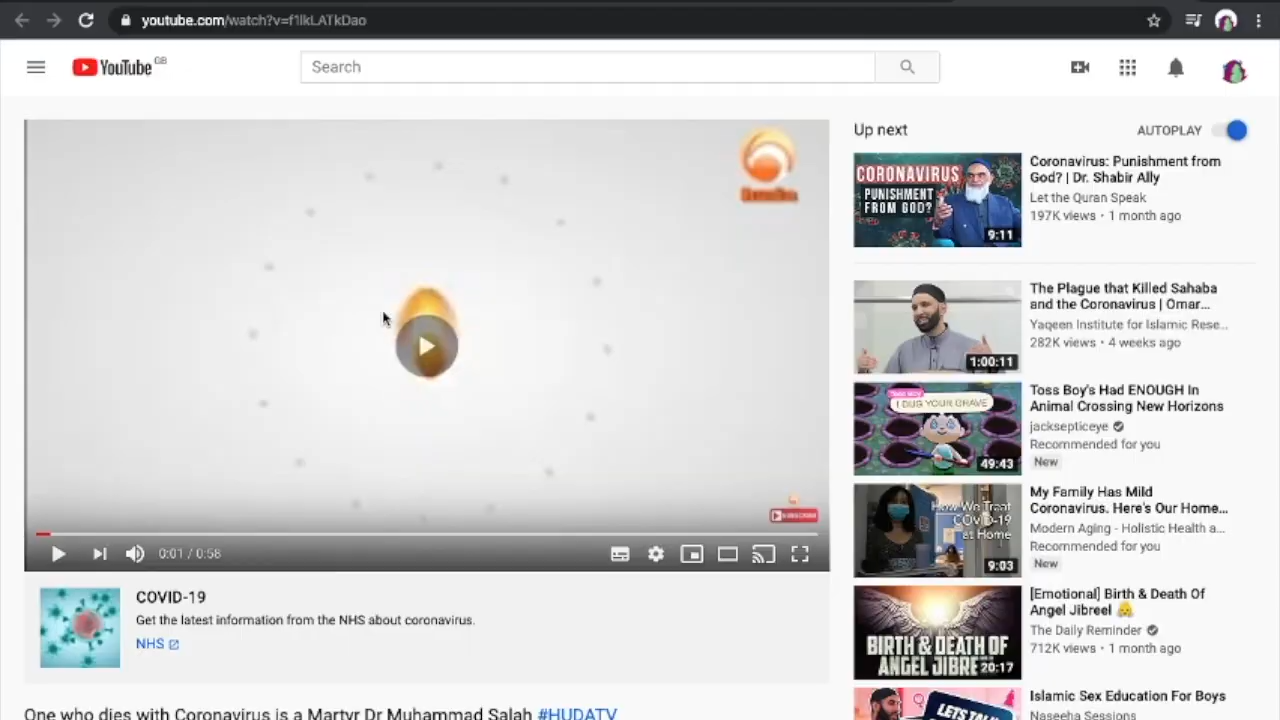 youtube.com/watch?v=f1lkLATkDao
YouTube GB
Search
Up next
AUTOPLAY
CORONAVIRUS
PUNISHMENT
FROM GOD?
9:11
Coronavirus: Punishment from
God? | Dr. Shabir Ally
Let the Quran Speak
197K views • 1 month ago
1:00:11
The Plague that Killed Sahaba
and the Coronavirus | Omar...
Yaqeen Institute for Islamic Rese...
282K views • 4 weeks ago
I DUG YOUR GRAVE
49:43
Toss Boy's Had ENOUGH In
Animal Crossing New Horizons
jacksepticeye
Recommended for you
New
How We Treat
COVID-19
at Home
9:03
My Family Has Mild
Coronavirus. Here's Our Home...
Modern Aging - Holistic Health a...
Recommended for you
New
0:01 / 0:58
COVID-19
Get the latest information from the NHS about coronavirus.
NHS
BIRTH & DEATH OF
ANGEL JIBRE
20:17
[Emotional] Birth & Death Of
Angel Jibreel
The Daily Reminder
712K views • 1 month ago
LETS TAL
Islamic Sex Education For Boys
Naseeha Sessions
One who dies with Coronavirus is a Martyr Dr Muhammad Salah #HUDATV